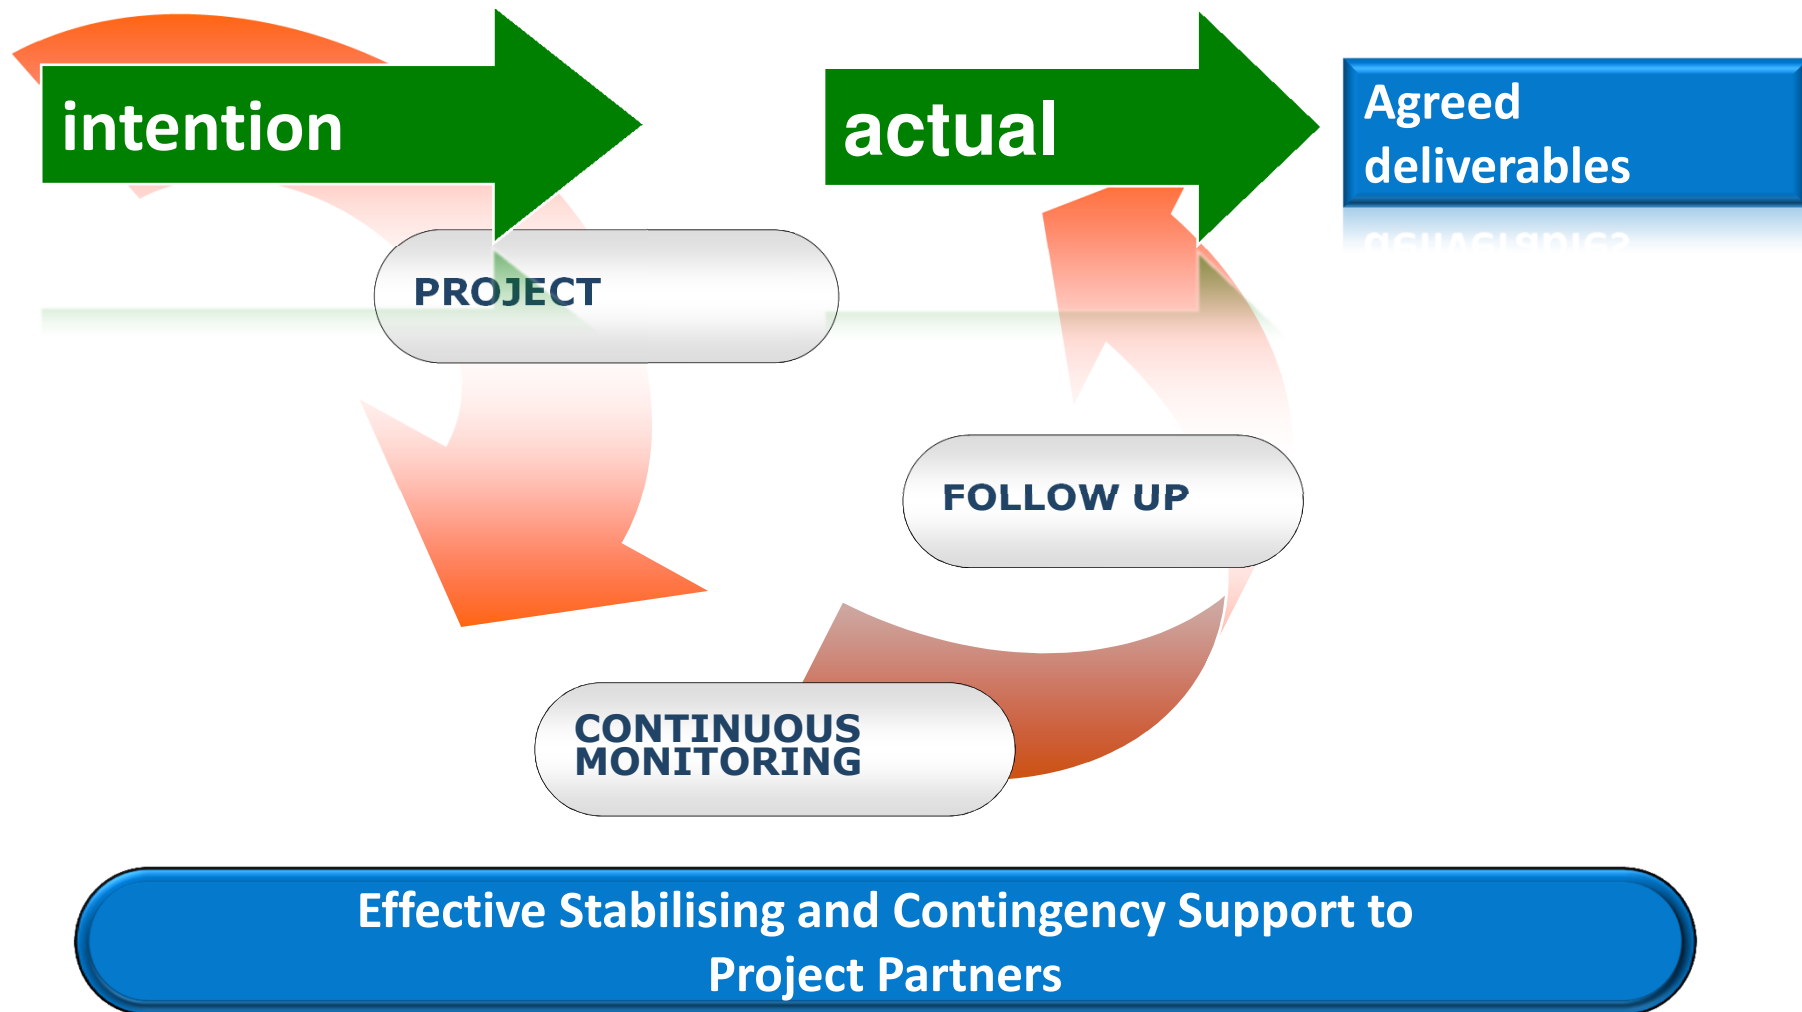 intention
actual
Agreed
deliverables
PROJECT
FOLLOW UP
CONTINUOUS
MONITORING
Effective Stabilising and Contingency Support to
Project Partners